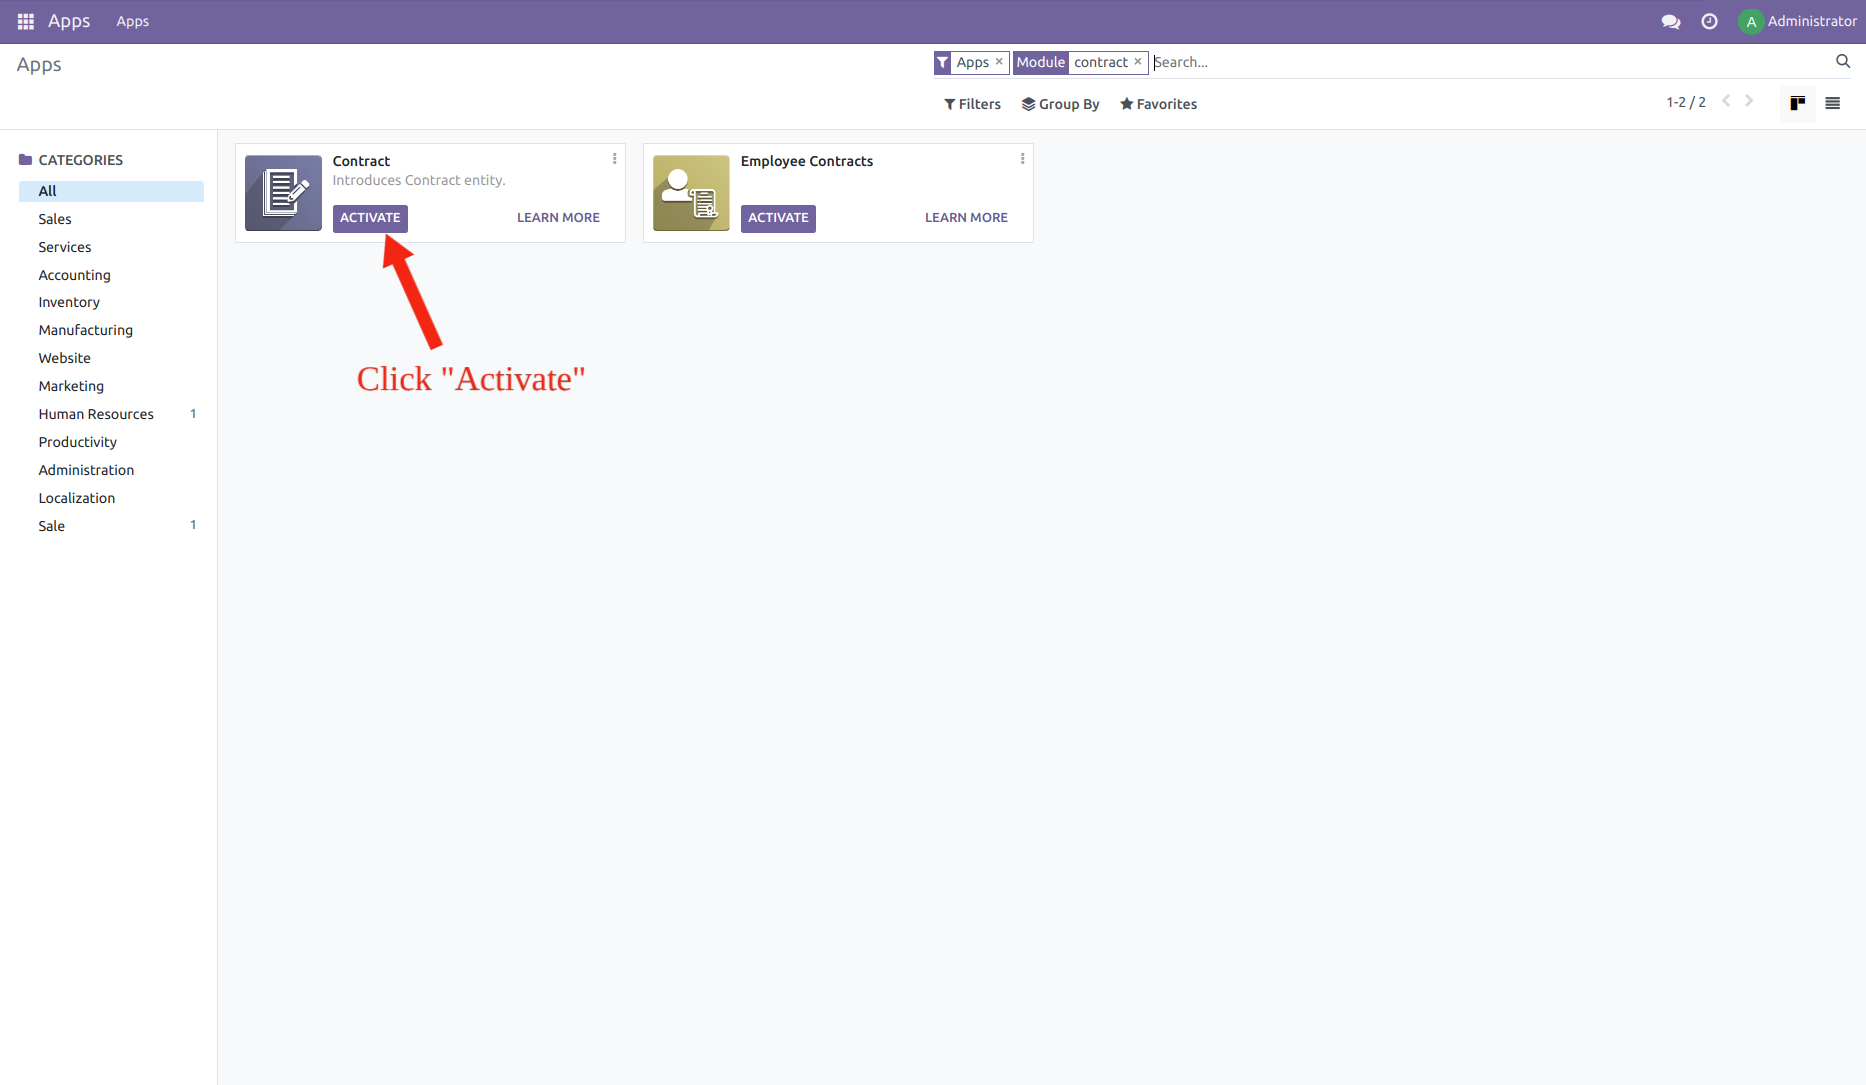 Apps Apps A Administrator
Apps Apps × Module contract × Search...
Filters Group By Favorites 1-2 / 2
CATEGORIES
All
Sales
Services
Accounting
Inventory
Manufacturing
Website
Marketing
Human Resources 1
Productivity
Administration
Localization
Sale 1
Contract
Introduces Contract entity.
ACTIVATE LEARN MORE
Employee Contracts
ACTIVATE LEARN MORE
Click "Activate"